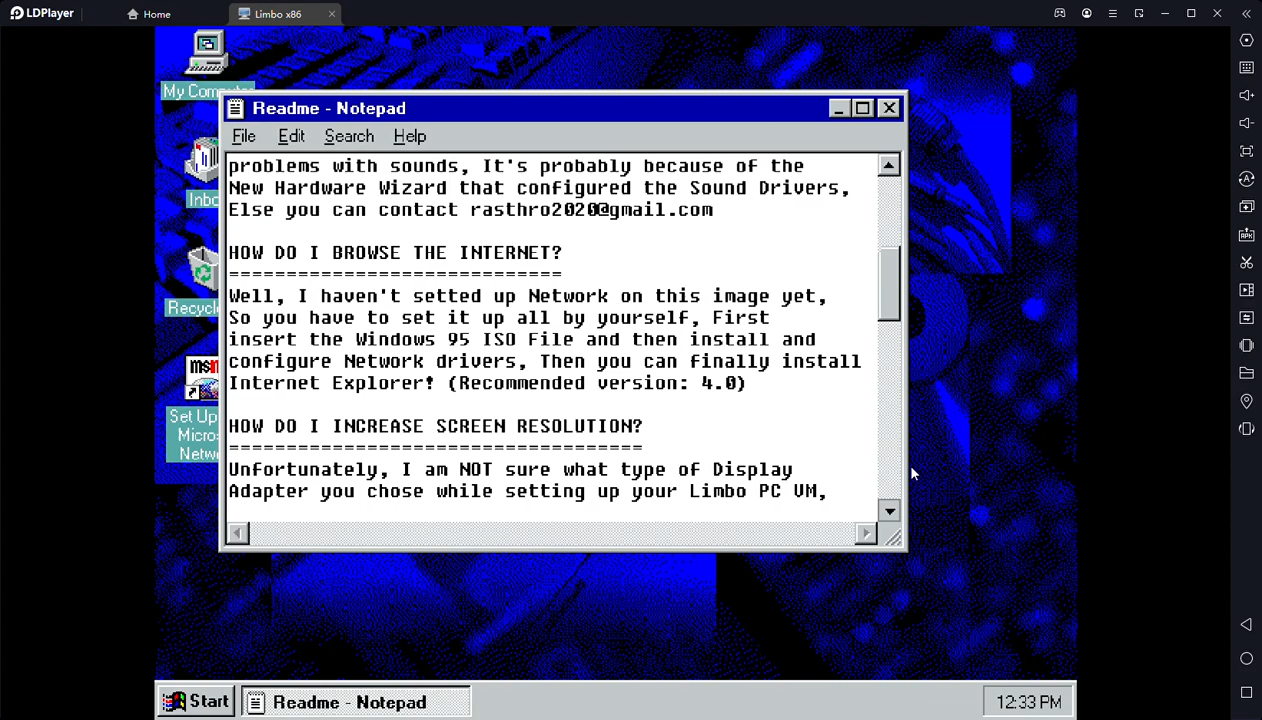 LDPlayer
Home
Limbo x86
My Computer
Readme - Notepad
File Edit Search Help
problems with sounds, It's probably because of the
New Hardware Wizard that configured the Sound Drivers,
Else you can contact rasthro2020@gmail.com
HOW DO I BROWSE THE INTERNET?
=============================
Well, I haven't setted up Network on this image yet,
So you have to set it up all by yourself, First
insert the Windows 95 ISO File and then install and
configure Network drivers, Then you can finally install
Internet Explorer! (Recommended version: 4.0)
HOW DO I INCREASE SCREEN RESOLUTION?
====================================
Unfortunately, I am NOT sure what type of Display
Adapter you chose while setting up your Limbo PC VM,
Inbo
Recycl
msn
Set Up
Micros
Netw
Start
Readme - Notepad
12:33 PM
APK